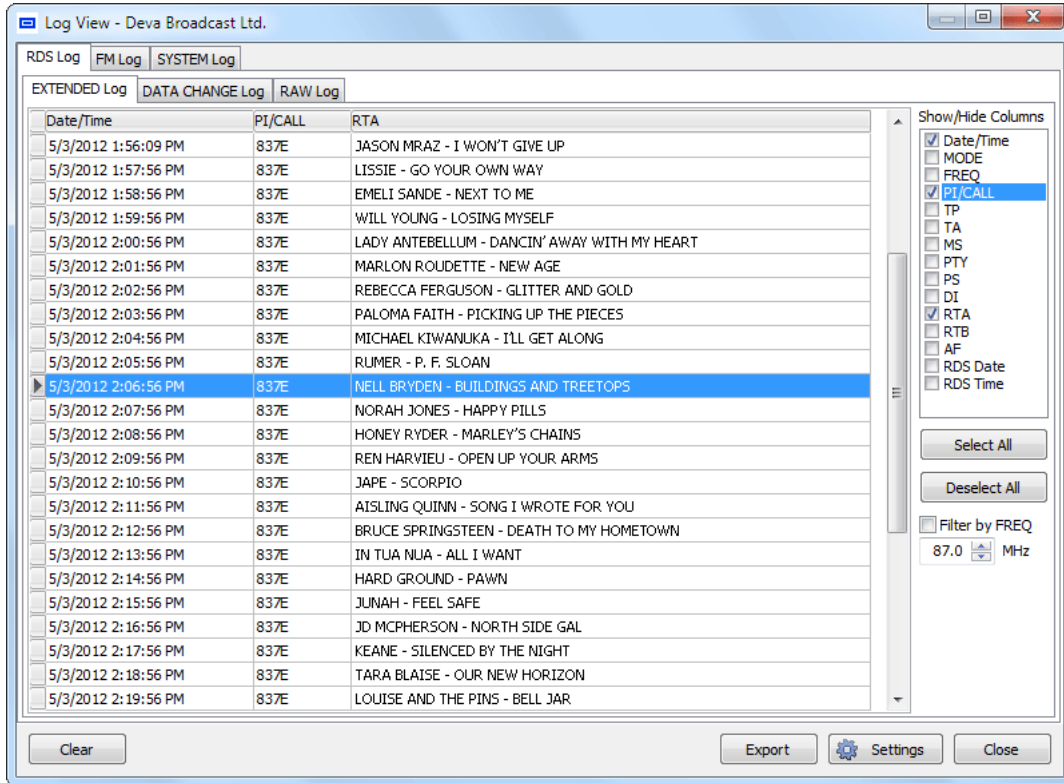 Log View - Deva Broadcast Ltd.
RDS Log FM Log SYSTEM Log
EXTENDED Log DATA CHANGE Log RAW Log
Date/Time PI/CALL RTA
5/3/2012 1:56:09 PM 837E JASON MRAZ - I WON'T GIVE UP
5/3/2012 1:57:56 PM 837E LISSIE - GO YOUR OWN WAY
5/3/2012 1:58:56 PM 837E EMELI SANDE - NEXT TO ME
5/3/2012 1:59:56 PM 837E WILL YOUNG - LOSING MYSELF
5/3/2012 2:00:56 PM 837E LADY ANTEBELLUM - DANCIN' AWAY WITH MY HEART
5/3/2012 2:01:56 PM 837E MARLON ROUDETTE - NEW AGE
5/3/2012 2:02:56 PM 837E REBECCA FERGUSON - GLITTER AND GOLD
5/3/2012 2:03:56 PM 837E PALOMA FAITH - PICKING UP THE PIECES
5/3/2012 2:04:56 PM 837E MICHAEL KIWANUKA - I'LL GET ALONG
5/3/2012 2:05:56 PM 837E RUMER - P. F. SLOAN
5/3/2012 2:06:56 PM 837E NELL BRYDEN - BUILDINGS AND TREETOPS
5/3/2012 2:07:56 PM 837E NORAH JONES - HAPPY PILLS
5/3/2012 2:08:56 PM 837E HONEY RYDER - MARLEY'S CHAINS
5/3/2012 2:09:56 PM 837E REN HARVIEU - OPEN UP YOUR ARMS
5/3/2012 2:10:56 PM 837E JAPE - SCORPIO
5/3/2012 2:11:56 PM 837E AISLING QUINN - SONG I WROTE FOR YOU
5/3/2012 2:12:56 PM 837E BRUCE SPRINGSTEEN - DEATH TO MY HOMETOWN
5/3/2012 2:13:56 PM 837E IN TUA NUA - ALL I WANT
5/3/2012 2:14:56 PM 837E HARD GROUND - PAWN
5/3/2012 2:15:56 PM 837E JUNAH - FEEL SAFE
5/3/2012 2:16:56 PM 837E JD MCPHERSON - NORTH SIDE GAL
5/3/2012 2:17:56 PM 837E KEANE - SILENCED BY THE NIGHT
5/3/2012 2:18:56 PM 837E TARA BLAISE - OUR NEW HORIZON
5/3/2012 2:19:56 PM 837E LOUISE AND THE PINS - BELL JAR
Show/Hide Columns
Date/Time
MODE
FREQ
PI/CALL
TP
TA
MS
PTY
PS
DI
RTA
RTB
AF
RDS Date
RDS Time
Select All
Deselect All
Filter by FREQ
87.0 MHz
Clear Export Settings Close